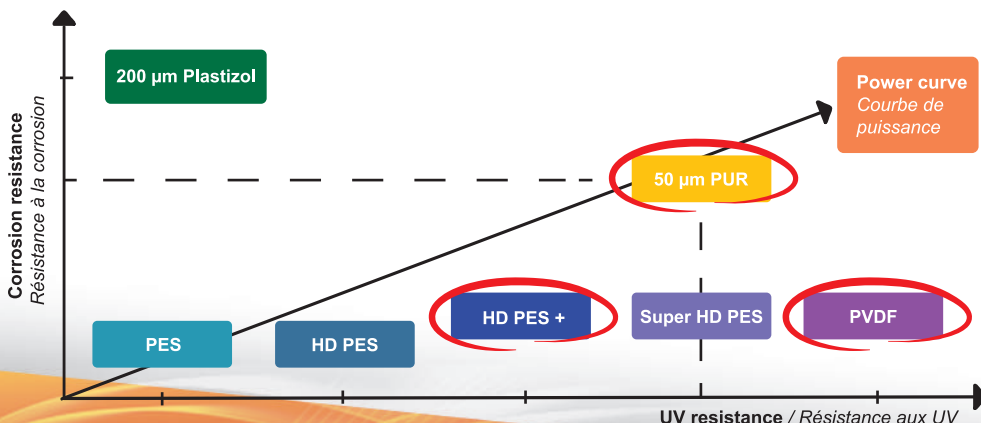 Corrosion resistance
Résistance à la corrosion
200 µm Plastizol
Power curve
Courbe de
puissance
50 µm PUR
HD PES +
Super HD PES
PVDF
PES
HD PES
UV resistance / Résistance aux UV